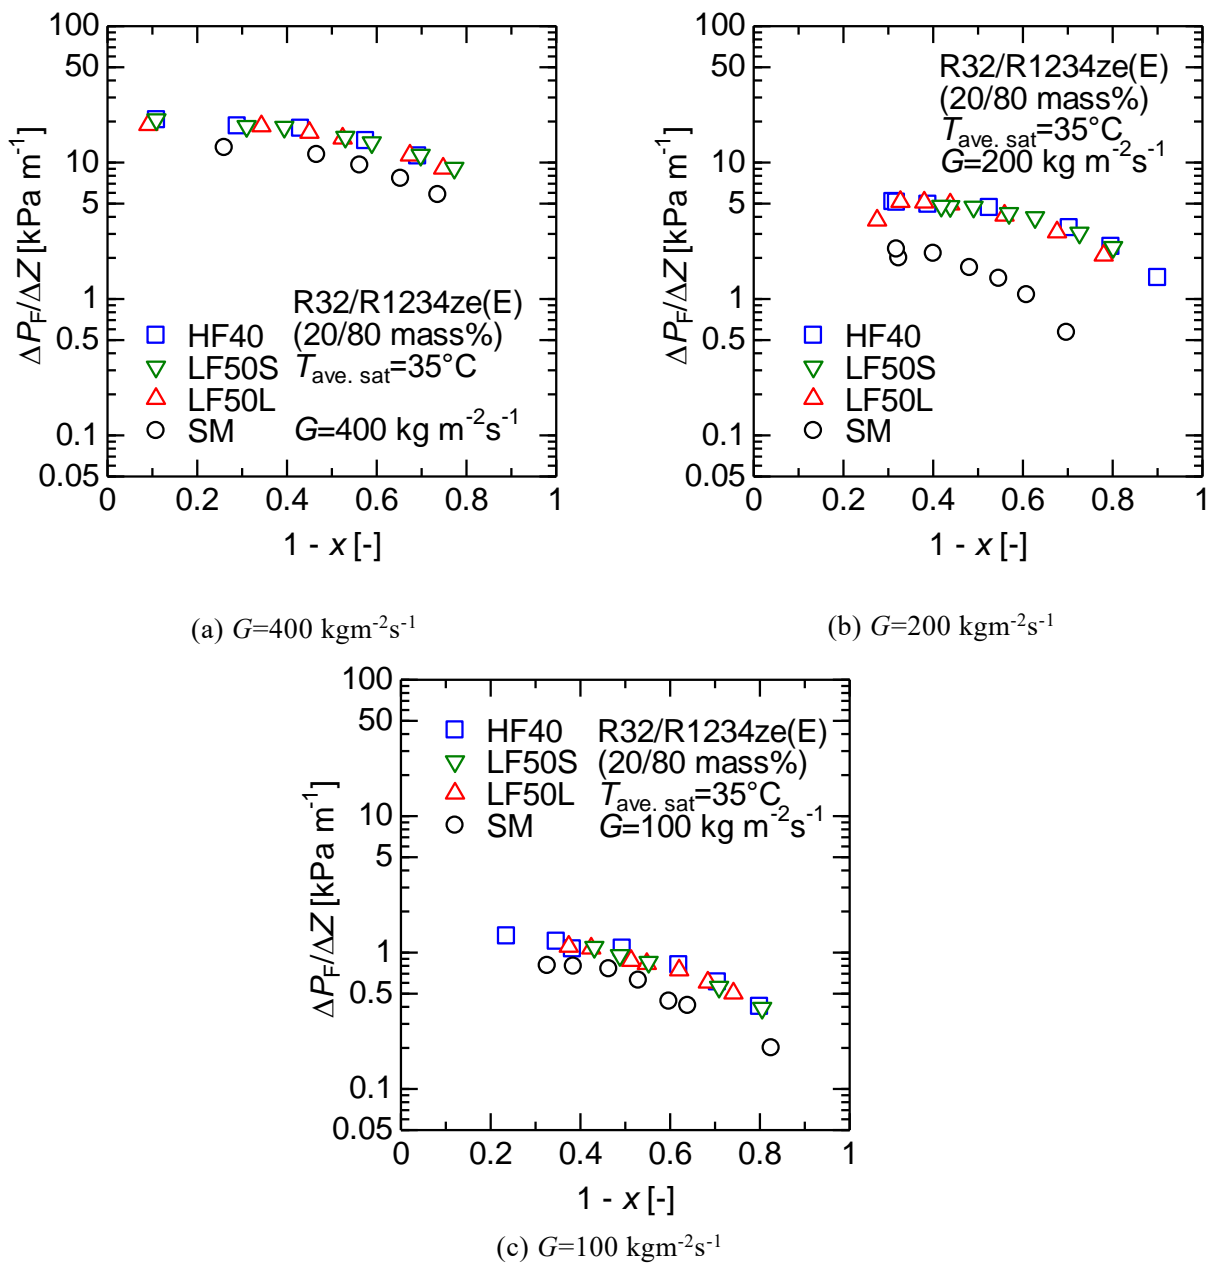 100
50
10
5
1
0.5
0.1
0.05
ΔP_F/ΔZ [kPa m⁻¹]
HF40
LF50S
LF50L
SM
R32/R1234ze(E)
(20/80 mass%)
T_ave. sat=35°C
G=400 kg m⁻²s⁻¹
0 0.2 0.4 0.6 0.8 1
1 - x [-]
(a) G=400 kgm⁻²s⁻¹
100
50
10
5
1
0.5
0.1
0.05
ΔP_F/ΔZ [kPa m⁻¹]
R32/R1234ze(E)
(20/80 mass%)
T_ave. sat=35°C
G=200 kg m⁻²s⁻¹
HF40
LF50S
LF50L
SM
0 0.2 0.4 0.6 0.8 1
1 - x [-]
(b) G=200 kgm⁻²s⁻¹
100
50
10
5
1
0.5
0.1
0.05
ΔP_F/ΔZ [kPa m⁻¹]
HF40 R32/R1234ze(E)
LF50S (20/80 mass%)
LF50L T_ave. sat=35°C
SM G=100 kg m⁻²s⁻¹
0 0.2 0.4 0.6 0.8 1
1 - x [-]
(c) G=100 kgm⁻²s⁻¹